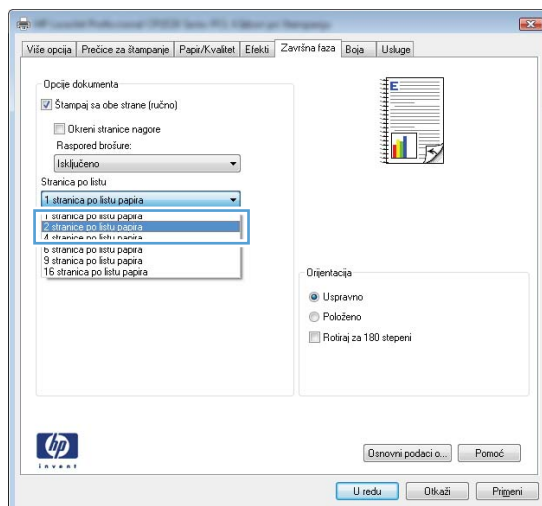 Više opcija Prečice za štampanje Papir/Kvalitet Efekti Završna faza Boja Usluge
Opcije dokumenta
Štampaj sa obe strane (ručno)
Okreni stranice nagore
Raspored brošure:
Isključeno
Stranica po listu
1 stranica po listu papira
1 stranica po listu papira
2 stranice po listu papira
4 stranice po listu papira
6 stranica po listu papira
9 stranica po listu papira
16 stranica po listu papira
E
Orijentacija
Uspravno
Položeno
Rotiraj za 180 stepeni
hp
invent
Osnovni podaci o... Pomoć
U redu Otkaži Primeni